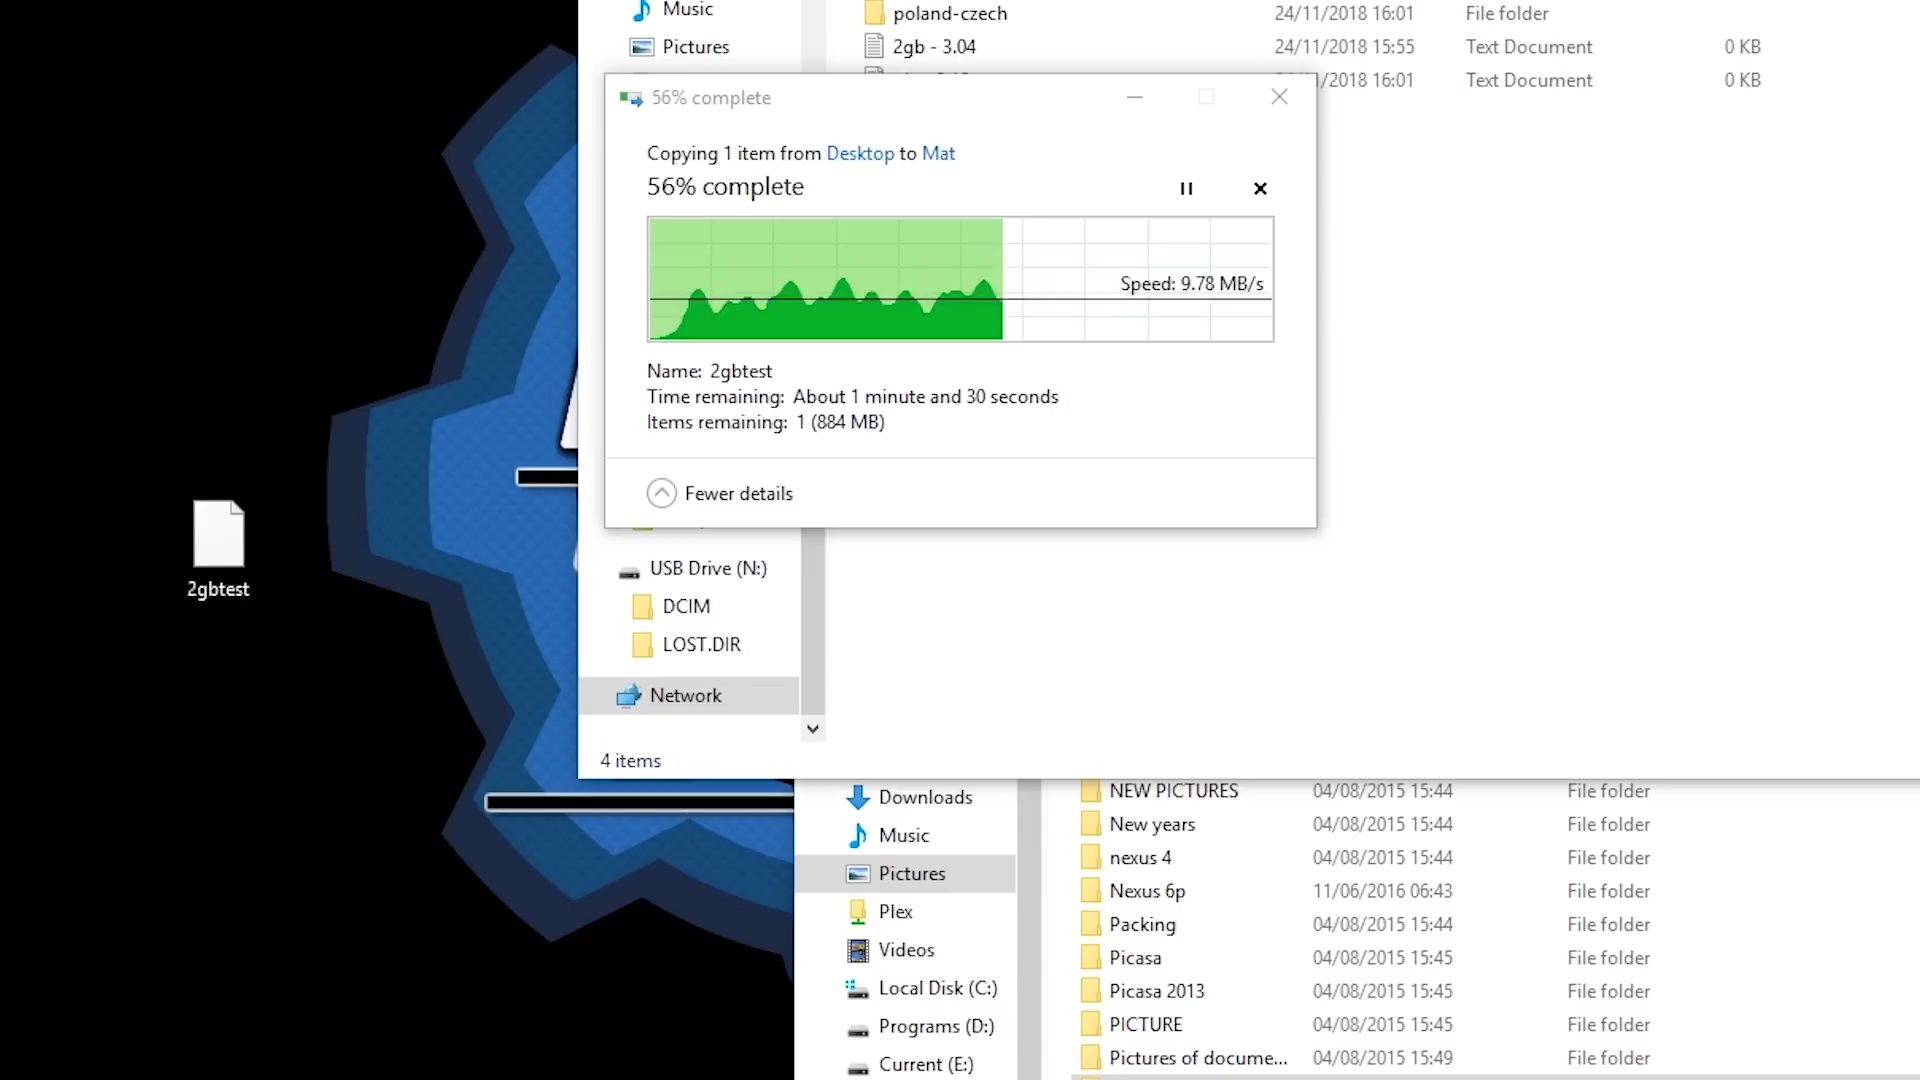 Music
Pictures
poland-czech 24/11/2018 16:01 File folder
2gb - 3.04 24/11/2018 15:55 Text Document 0 KB
/2018 16:01 Text Document 0 KB
56% complete
Copying 1 item from Desktop to Mat
56% complete
Speed: 9.78 MB/s
Name: 2gbtest
Time remaining: About 1 minute and 30 seconds
Items remaining: 1 (884 MB)
Fewer details
2gbtest
USB Drive (N:)
DCIM
LOST.DIR
Network
4 items
Downloads
Music
Pictures
Plex
Videos
Local Disk (C:)
Programs (D:)
Current (E:)
NEW PICTURES 04/08/2015 15:44 File folder
New years 04/08/2015 15:44 File folder
nexus 4 04/08/2015 15:44 File folder
Nexus 6p 11/06/2016 06:43 File folder
Packing 04/08/2015 15:44 File folder
Picasa 04/08/2015 15:45 File folder
Picasa 2013 04/08/2015 15:45 File folder
PICTURE 04/08/2015 15:45 File folder
Pictures of docume... 04/08/2015 15:49 File folder